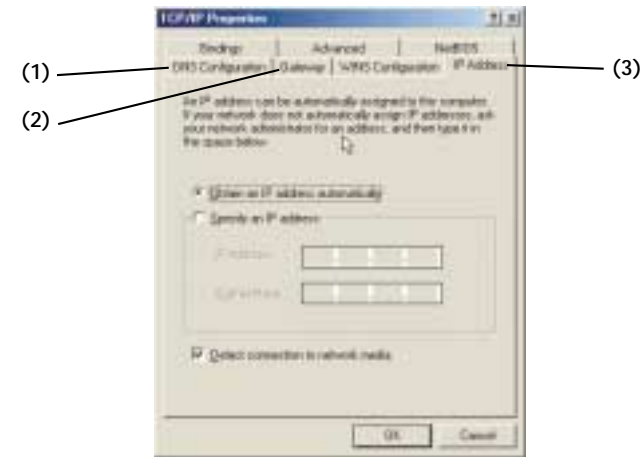 TCP/IP Properties
Bindings Advanced NetBIOS
(1) DNS Configuration Gateway WINS Configuration IP Address (3)
(2)
An IP address can be automatically assigned to this computer.
If your network does not automatically assign IP addresses, ask
your network administrator for an address, and then type it in
the space below.
Obtain an IP address automatically
Specify an IP address
IP Address:
Subnet Mask:
Detect connection to network media
OK Cancel